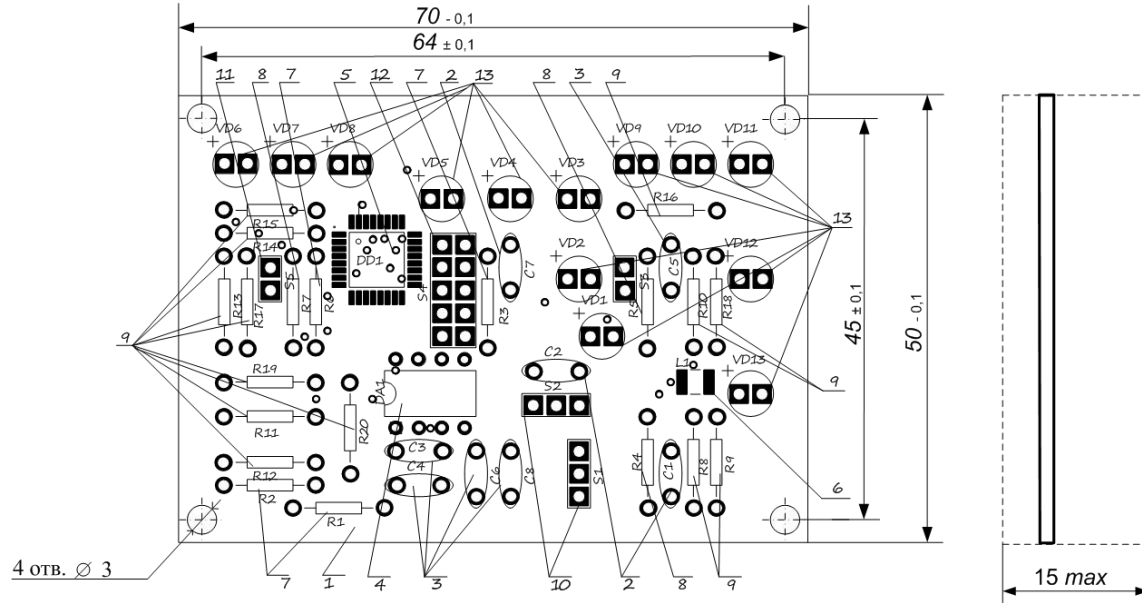 70 - 0,1
64 ± 0,1
11 8 7 5 12 7 2 13 8 3 9
VD6 VD7 VD8 VD9 VD10 VD11
VD5 VD4 VD3
R16
R15
R14
13
DD1
VD2 VD12
C7 C5
S5 S4 S3
R13 R17 R7 R6 R3 R5 R10 R18
VD1
45 ± 0,1
50 - 0,1
9
C2
L1
VD13
R19
DA1
S2
9
R11
R20
C3
C4
C6 C8 S1 R4 C1 R8 R9
R12
R2
6
R1
4 отв. ∅ 3
7 1 4 3 10 2 8 9
15 max